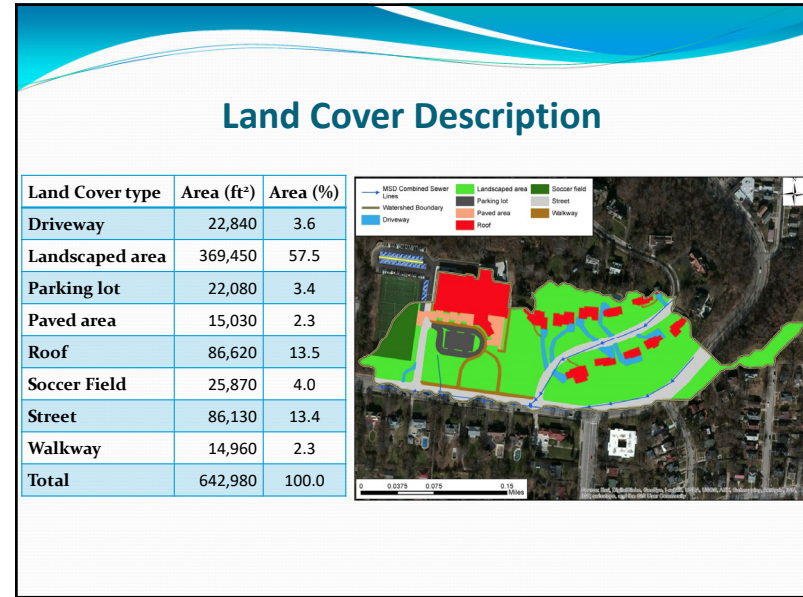 Land Cover Description
Land Cover type Area (ft²) Area (%)
Driveway 22,840 3.6
Landscaped area 369,450 57.5
Parking lot 22,080 3.4
Paved area 15,030 2.3
Roof 86,620 13.5
Soccer Field 25,870 4.0
Street 86,130 13.4
Walkway 14,960 2.3
Total 642,980 100.0
MSD Combined Sewer
Lines
Watershed Boundary
Driveway
Landscaped area
Parking lot
Paved area
Roof
Soccer field
Street
Walkway
0 0.0375 0.075 0.15
Miles